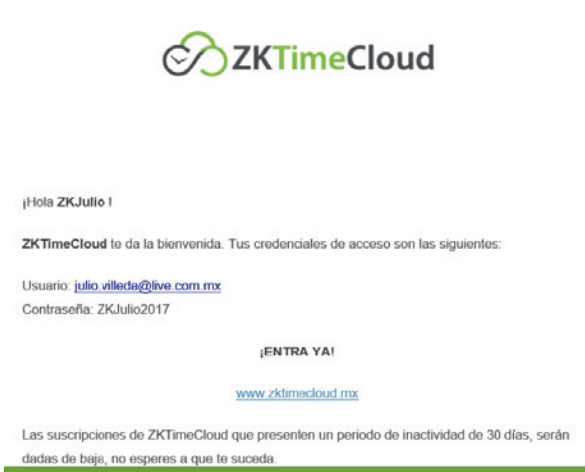 ZKTimeCloud
¡Hola ZKJulio !
ZKTimeCloud te da la bienvenida. Tus credenciales de acceso son las siguientes:
Usuario: julio.villeda@live.com.mx
Contraseña: ZKJulio2017
¡ENTRA YA!
www.zktimecloud.mx
Las suscripciones de ZKTimeCloud que presenten un periodo de inactividad de 30 días, serán
dadas de baja, no esperes a que te suceda.